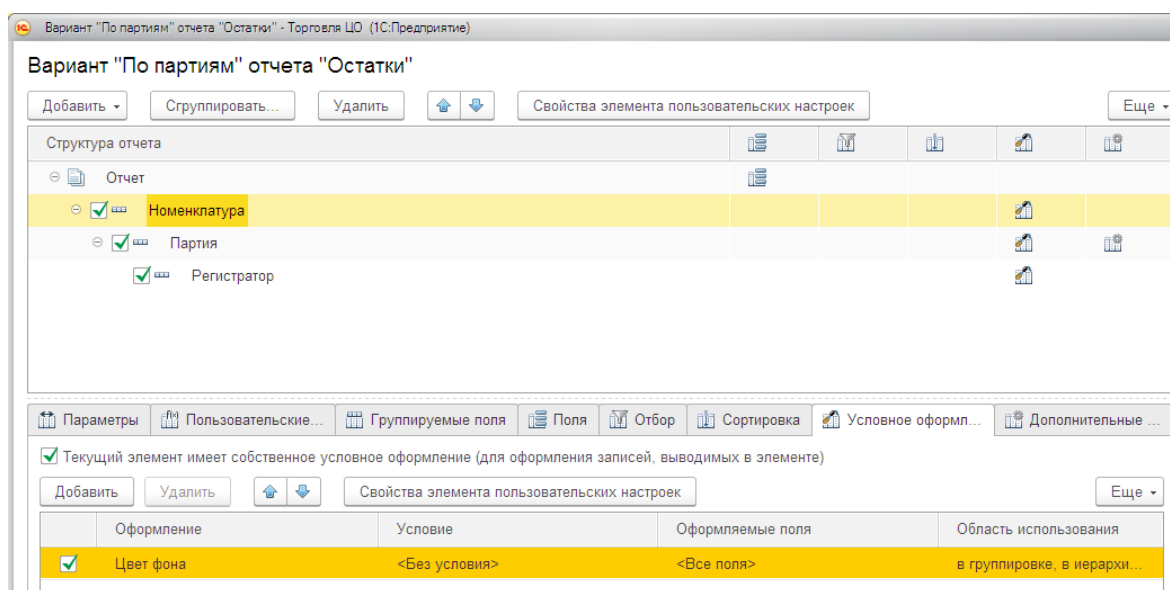 Вариант "По партиям" отчета "Остатки" - Торговля ЦО (1С:Предприятие)
Вариант "По партиям" отчета "Остатки"
Добавить Сгруппировать... Удалить Свойства элемента пользовательских настроек Еще
Структура отчета
Отчет
Номенклатура
Партия
Регистратор
Параметры Пользовательские... Группируемые поля Поля Отбор Сортировка Условное оформл... Дополнительные ...
Текущий элемент имеет собственное условное оформление (для оформления записей, выводимых в элементе)
Добавить Удалить Свойства элемента пользовательских настроек Еще
Оформление Условие Оформляемые поля Область использования
Цвет фона <Без условия> <Все поля> в группировке, в иерархи...